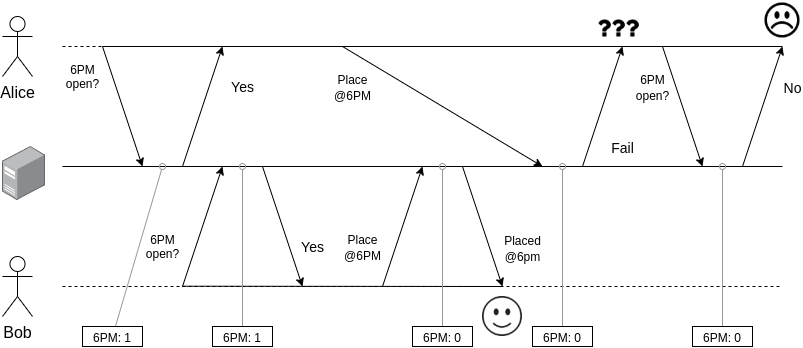 ???
6PM
open?
Alice
Yes
Place
@6PM
6PM
open?
No
Fail
6PM
open?
Yes
Place
@6PM
Placed
@6pm
Bob
6PM: 1
6PM: 1
6PM: 0
6PM: 0
6PM: 0